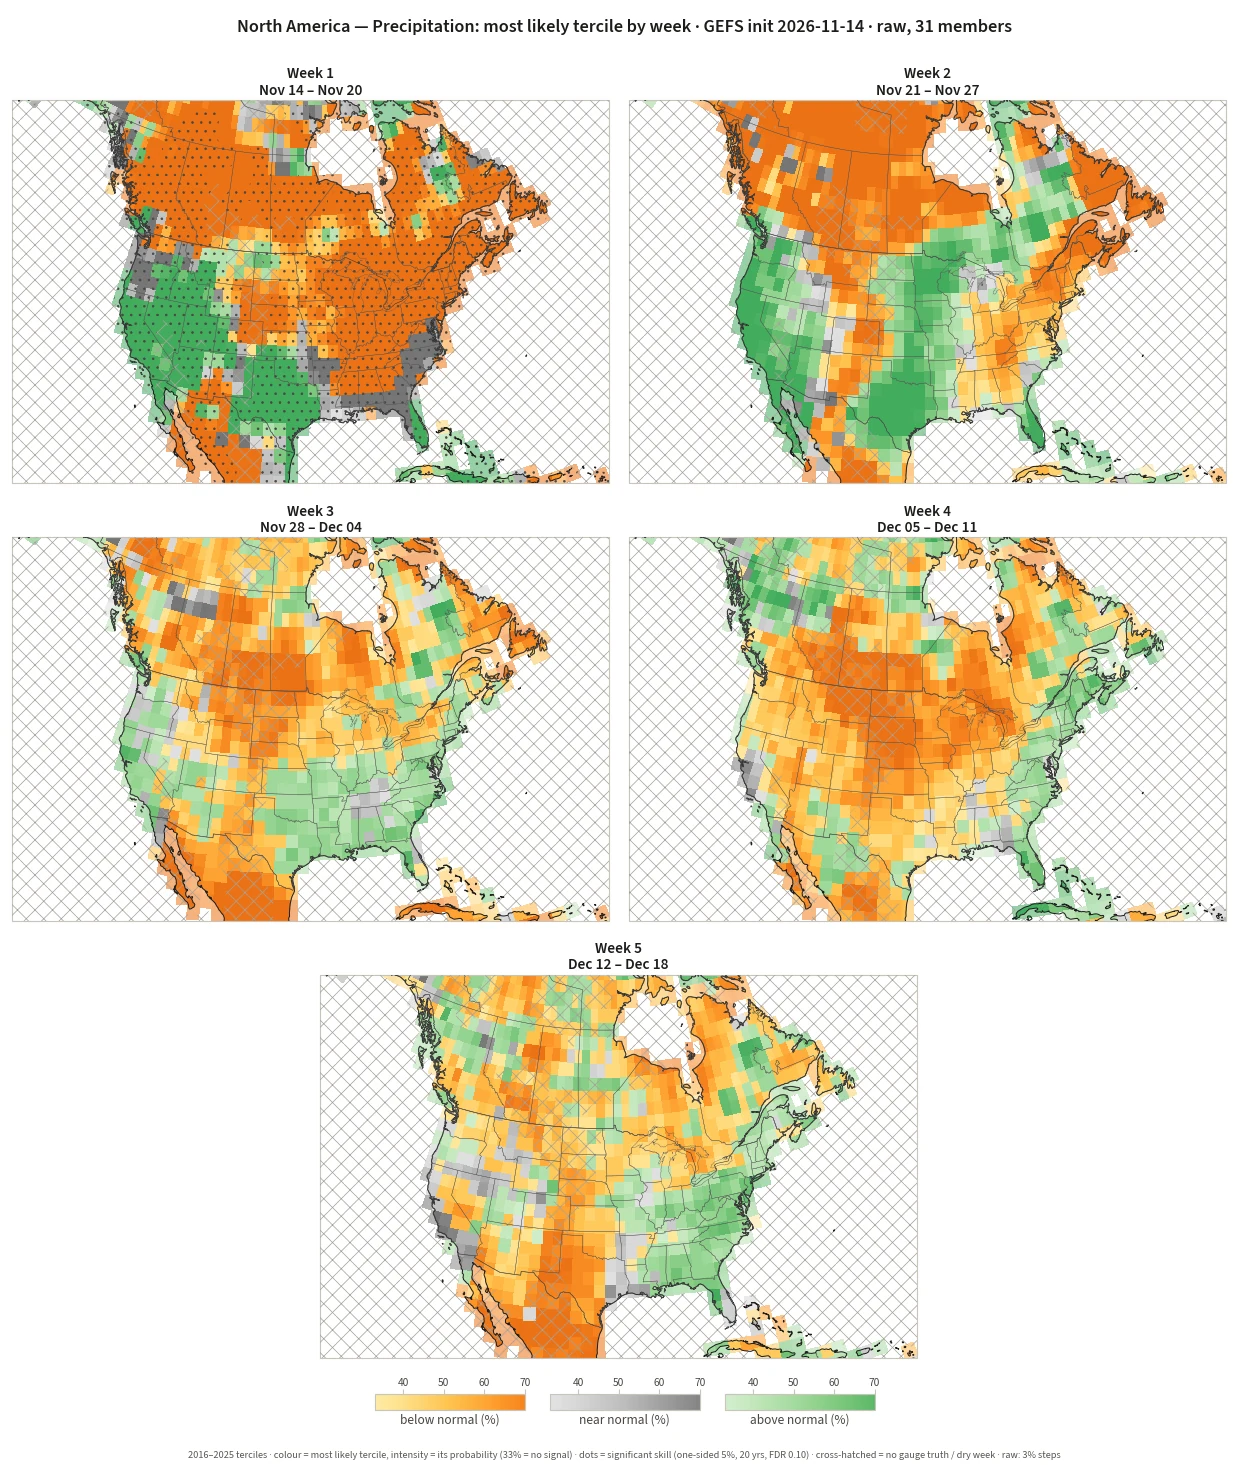 North America — Precipitation: most likely tercile by week · GEFS init 2026-11-14 · raw, 31 members
Week 1
Nov 14 – Nov 20
Week 2
Nov 21 – Nov 27
Week 3
Nov 28 – Dec 04
Week 4
Dec 05 – Dec 11
Week 5
Dec 12 – Dec 18
40 50 60 70
40 50 60 70
40 50 60 70
below normal (%)
near normal (%)
above normal (%)
2016–2025 terciles · colour = most likely tercile, intensity = its probability (33% = no signal) · dots = significant skill (one-sided 5%, 20 yrs, FDR 0.10) · cross-hatched = no gauge truth / dry week · raw: 3% steps